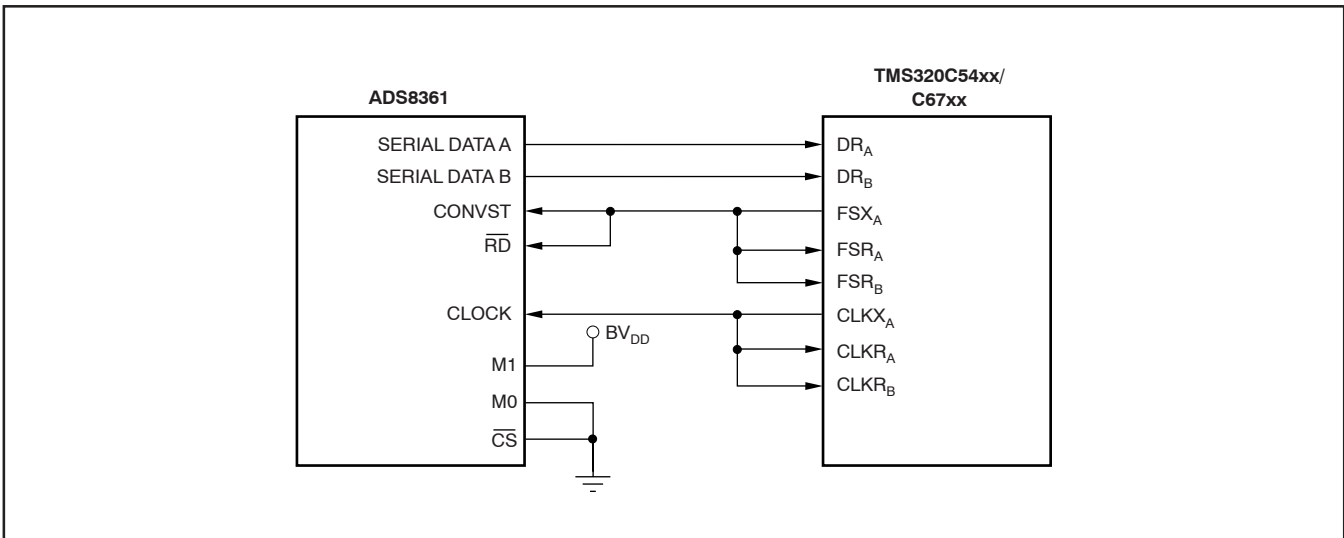 ADS8361
SERIAL DATA A
SERIAL DATA B
CONVST
RD
CLOCK
M1
M0
CS
BVDD
TMS320C54xx/
C67xx
DRA
DRB
FSXA
FSRA
FSRB
CLKXA
CLKRA
CLKRB